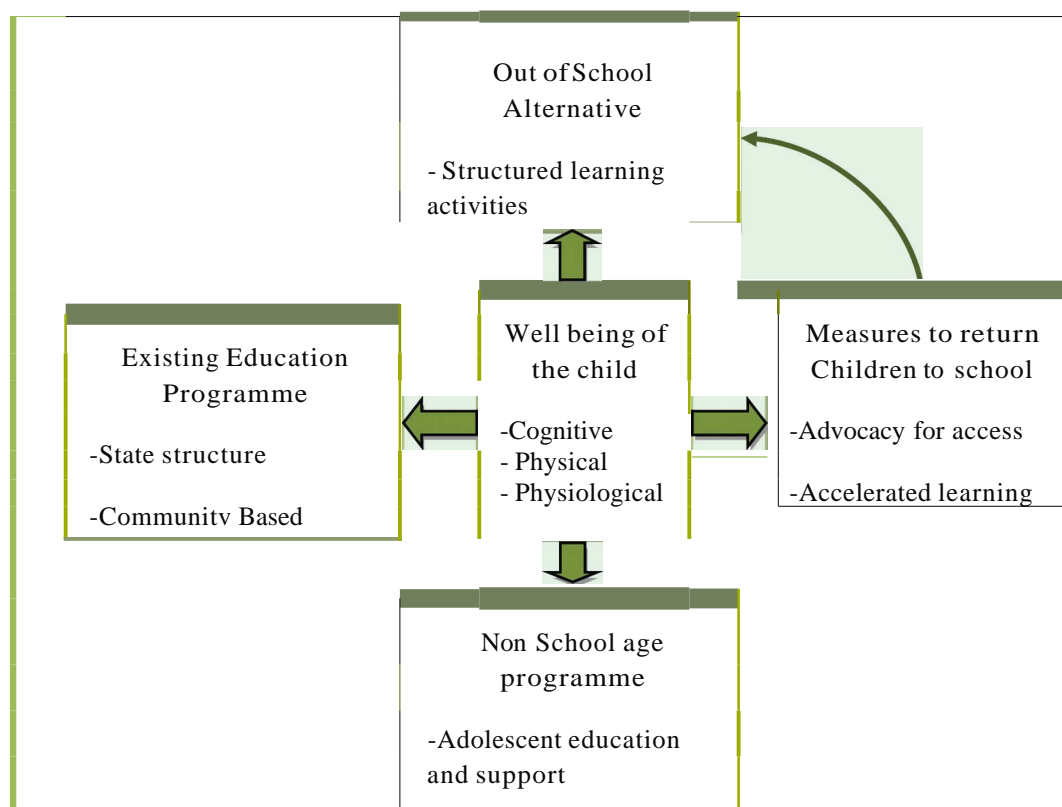 Out of School
Alternative
- Structured learning
activities
Existing Education
Programme
-State structure
-Community Based
Well being of
the child
-Cognitive
- Physical
- Physiological
Measures to return
Children to school
-Advocacy for access
-Accelerated learning
Non School age
programme
-Adolescent education
and support